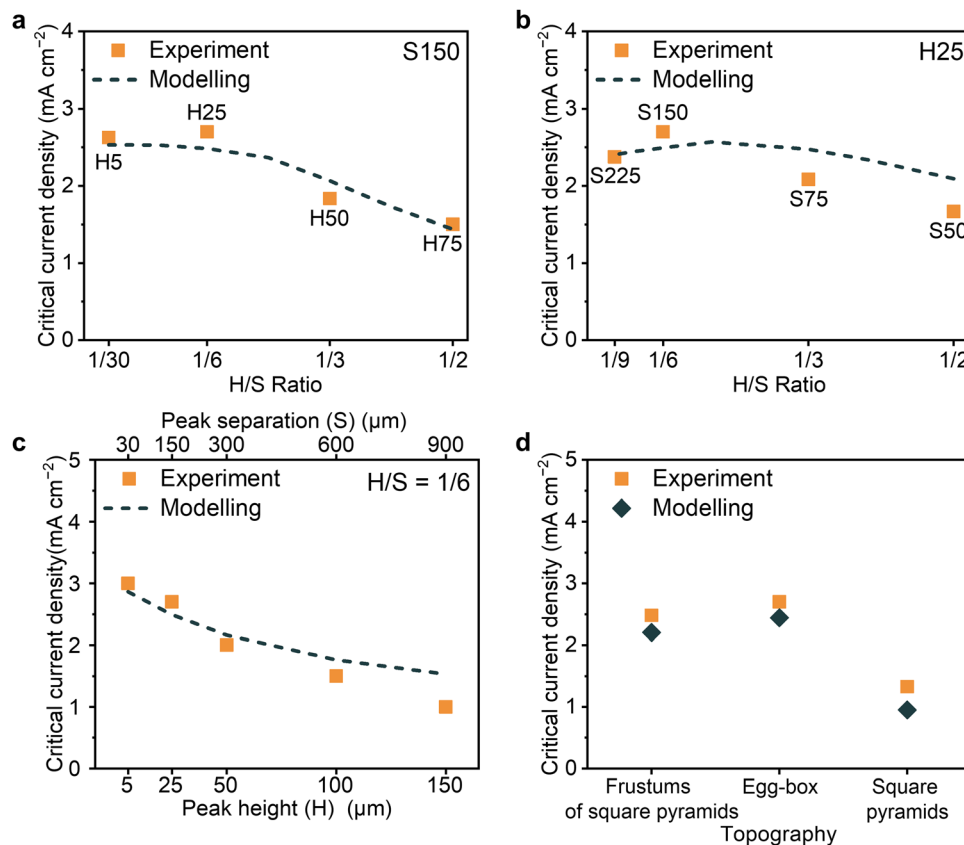 a
Critical current density (mA cm⁻²)
4
3
2
1
0
Experiment
Modelling
S150
H5
H25
H50
H75
1/30
1/6
1/3
1/2
H/S Ratio
b
Critical current density (mA cm⁻²)
4
3
2
1
0
Experiment
Modelling
H25
S225
S150
S75
S50
1/9
1/6
1/3
1/2
H/S Ratio
c
Peak separation (S) (μm)
30 150 300 600 900
Critical current density(mA cm⁻²)
5
4
3
2
1
0
Experiment
Modelling
H/S = 1/6
5 25 50 100 150
Peak height (H) (μm)
d
Critical current density (mA cm⁻²)
5
4
3
2
1
0
Experiment
Modelling
Frustums
of square pyramids
Egg-box
Square
pyramids
Topography